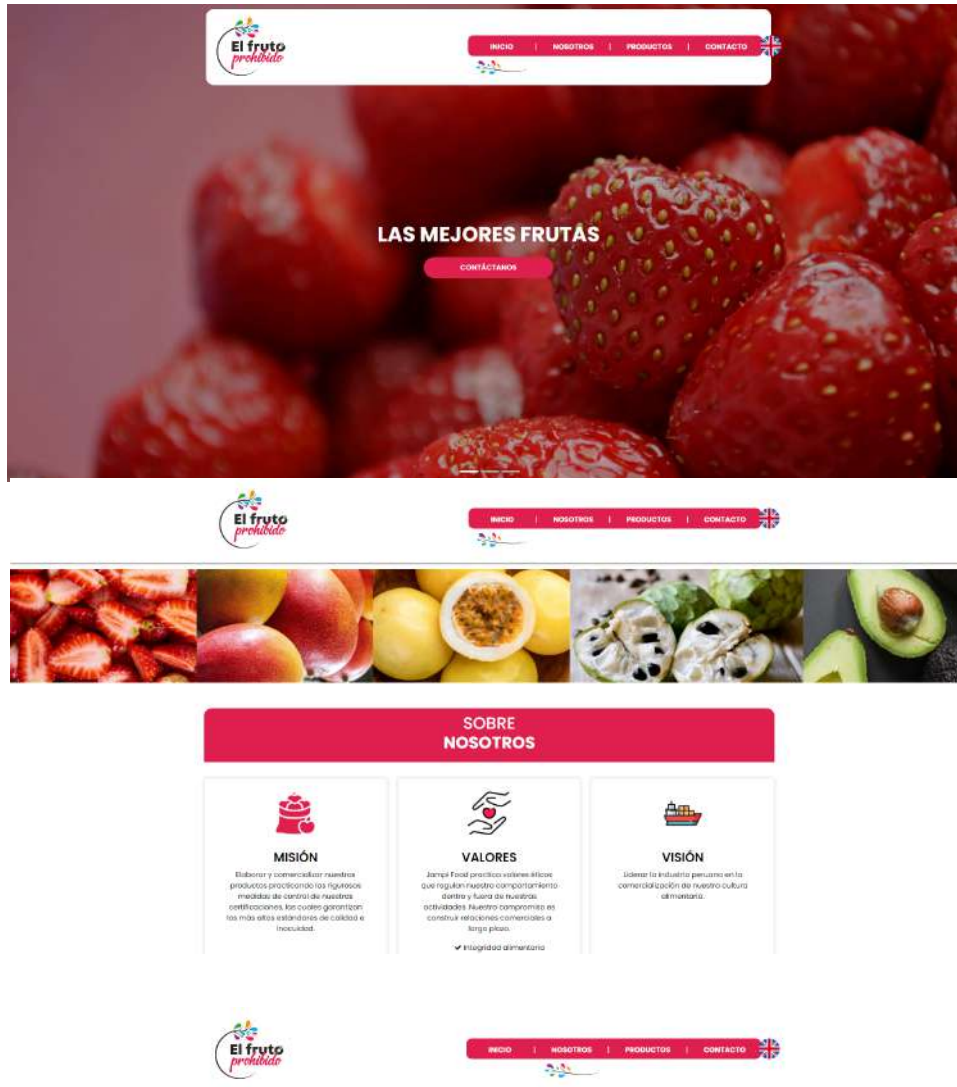 El fruto
prohibido
INICIO | NOSOTROS | PRODUCTOS | CONTACTO
LAS MEJORES FRUTAS
CONTÁCTANOS
El fruto
prohibido
INICIO | NOSOTROS | PRODUCTOS | CONTACTO
SOBRE
NOSOTROS
MISIÓN
Elaborar y comercializar nuestros
productos practicando las rigurosas
medidas de control de nuestras
certificaciones, las cuales garantizan
los más altos estándares de calidad e
inocuidad.
VALORES
Jampi Food practica valores éticos
que regulan nuestro comportamiento
dentro y fuera de nuestras
actividades. Nuestro compromiso es
construir relaciones comerciales a
largo plazo.
✔ Integridad alimentaria
VISIÓN
Liderar la industria peruana en la
comercialización de nuestra cultura
alimentaria.
El fruto
prohibido
INICIO | NOSOTROS | PRODUCTOS | CONTACTO